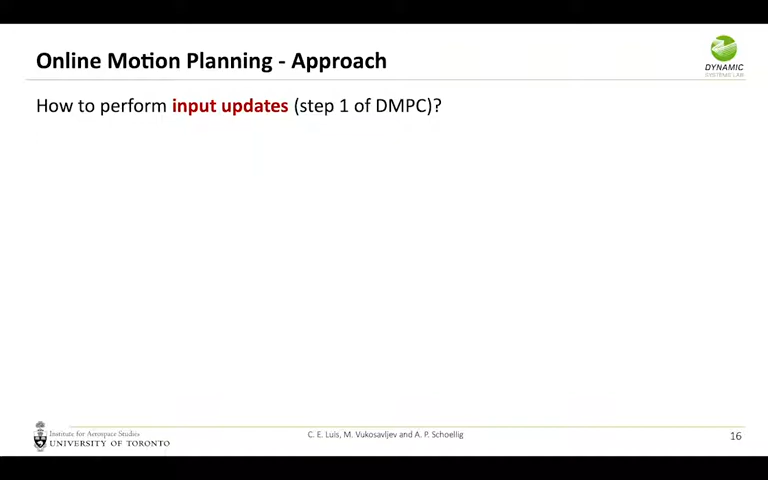 Online Motion Planning - Approach
DYNAMIC
SYSTEMS LAB
How to perform input updates (step 1 of DMPC)?
Institute for Aerospace Studies
UNIVERSITY OF TORONTO
C. E. Luis, M. Vukosavljev and A. P. Schoellig
16